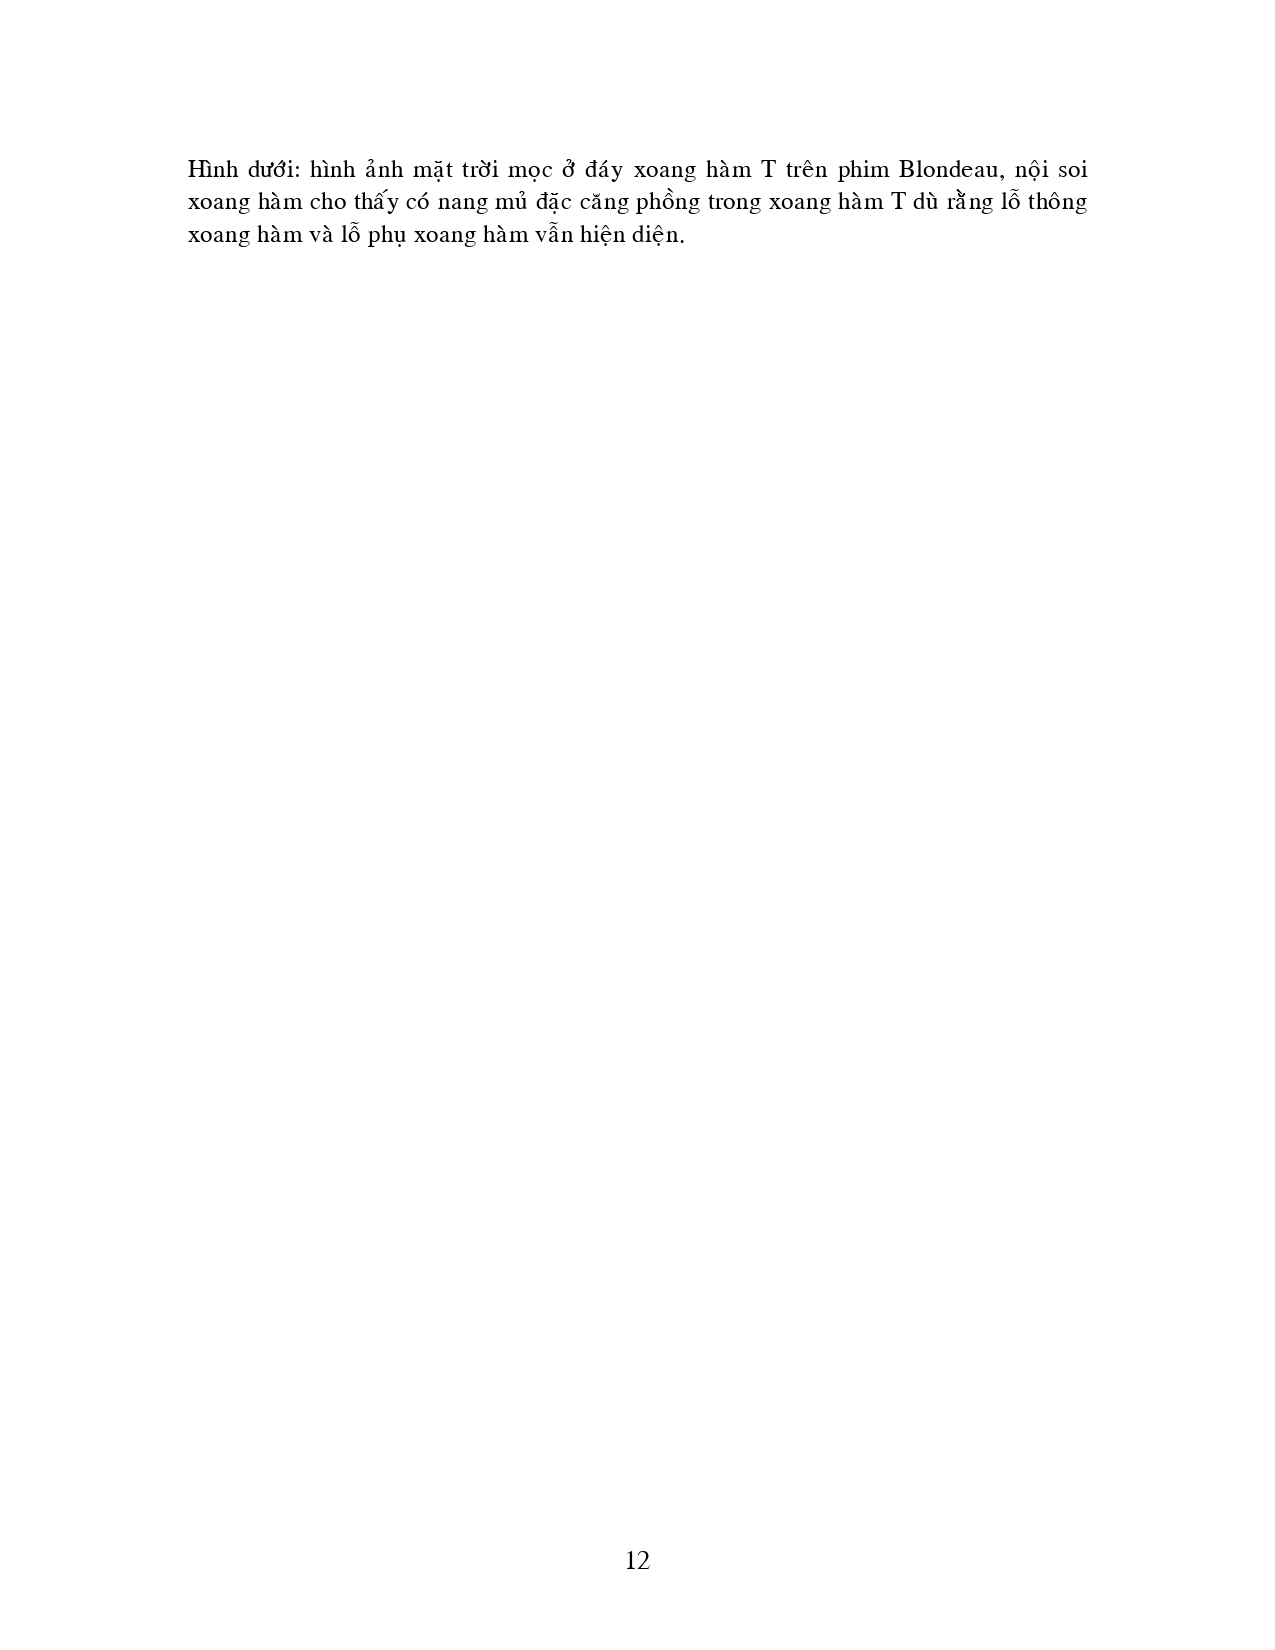 Hình dưới: hình ảnh mặt trời mọc ở đáy xoang hàm T trên phim Blondeau, nội soi
xoang hàm cho thấy có nang mủ đặc căng phồng trong xoang hàm T dù rằng lỗ thông
xoang hàm và lỗ phụ xoang hàm vẫn hiện diện.
12